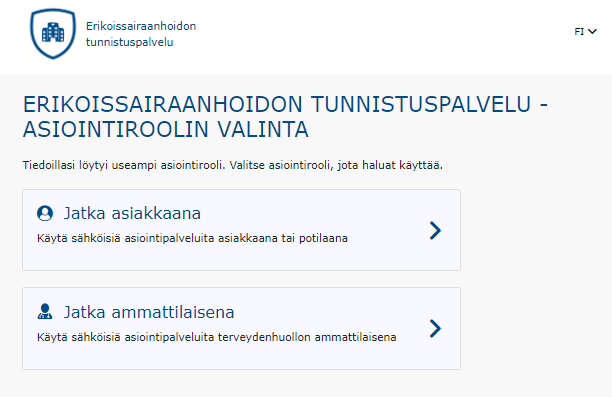 Erikoissairaanhoidon
tunnistuspalvelu
FI
ERIKOISSAIRAANHOIDON TUNNISTUSPALVELU -
ASIOINTIROOLIN VALINTA
Tiedoillasi löytyi useampi asiointirooli. Valitse asiointirooli, jota haluat käyttää.
Jatka asiakkaana
Käytä sähköisiä asiointipalveluita asiakkaana tai potilaana
Jatka ammattilaisena
Käytä sähköisiä asiointipalveluita terveydenhuollon ammattilaisena